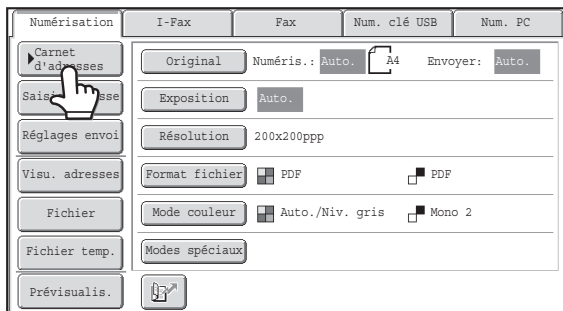 Numérisation I-Fax Fax Num. clé USB Num. PC
Carnet
d'adresses
Original Numéris.: Auto. A4 Envoyer: Auto.
Exposition Auto.
Réglages envoi Résolution 200x200ppp
Visu. adresses Format fichier PDF PDF
Fichier Mode couleur Auto./Niv. gris Mono 2
Fichier temp. Modes spéciaux
Prévisualis.